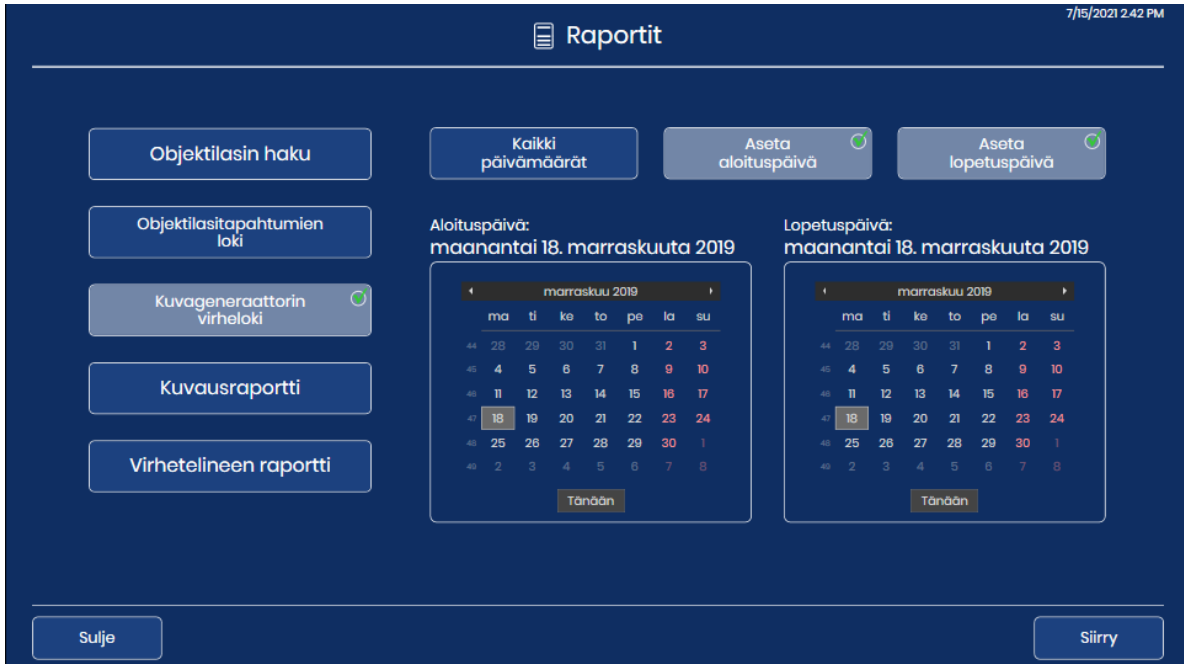 7/15/2021 2.42 PM
Raportit
Objektilasin haku
Objektilasitapahtumien
loki
Kuvageneraattorin
virheloki
Kuvausraportti
Virhetelineen raportti
Kaikki
päivämäärät
Aseta
aloituspäivä
Aseta
lopetuspäivä
Aloituspäivä:
maanantai 18. marraskuuta 2019
marraskuu 2019
ma ti ke to pe la su
44 28 29 30 31 1 2 3
45 4 5 6 7 8 9 10
46 11 12 13 14 15 16 17
47 18 19 20 21 22 23 24
48 25 26 27 28 29 30 1
49 2 3 4 5 6 7 8
Tänään
Lopetuspäivä:
maanantai 18. marraskuuta 2019
marraskuu 2019
ma ti ke to pe la su
44 28 29 30 31 1 2 3
45 4 5 6 7 8 9 10
46 11 12 13 14 15 16 17
47 18 19 20 21 22 23 24
48 25 26 27 28 29 30 1
49 2 3 4 5 6 7 8
Tänään
Sulje
Siirry